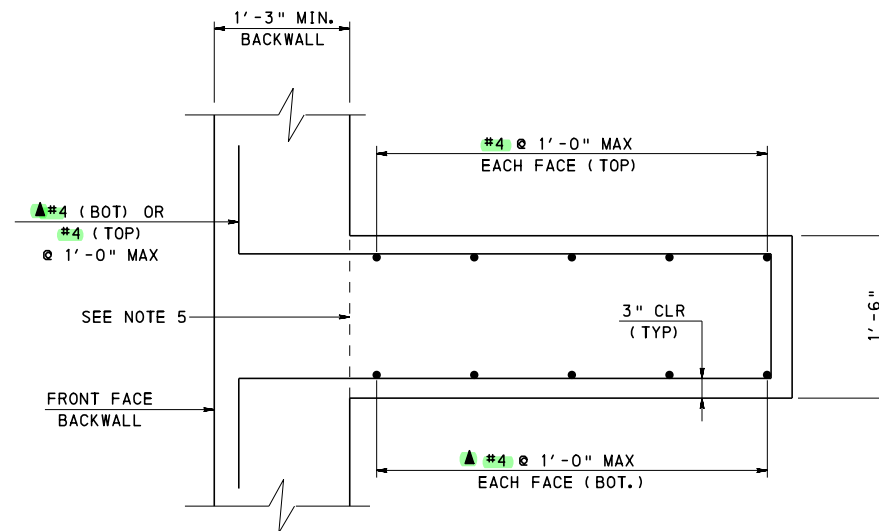 1'-3" MIN.
BACKWALL
#4 @ 1'-0" MAX
EACH FACE (TOP)
▲#4 (BOT) OR
#4 (TOP)
@ 1'-0" MAX
SEE NOTE 5
3" CLR
(TYP)
1'-6"
FRONT FACE
BACKWALL
▲ #4 @ 1'-0" MAX
EACH FACE (BOT.)